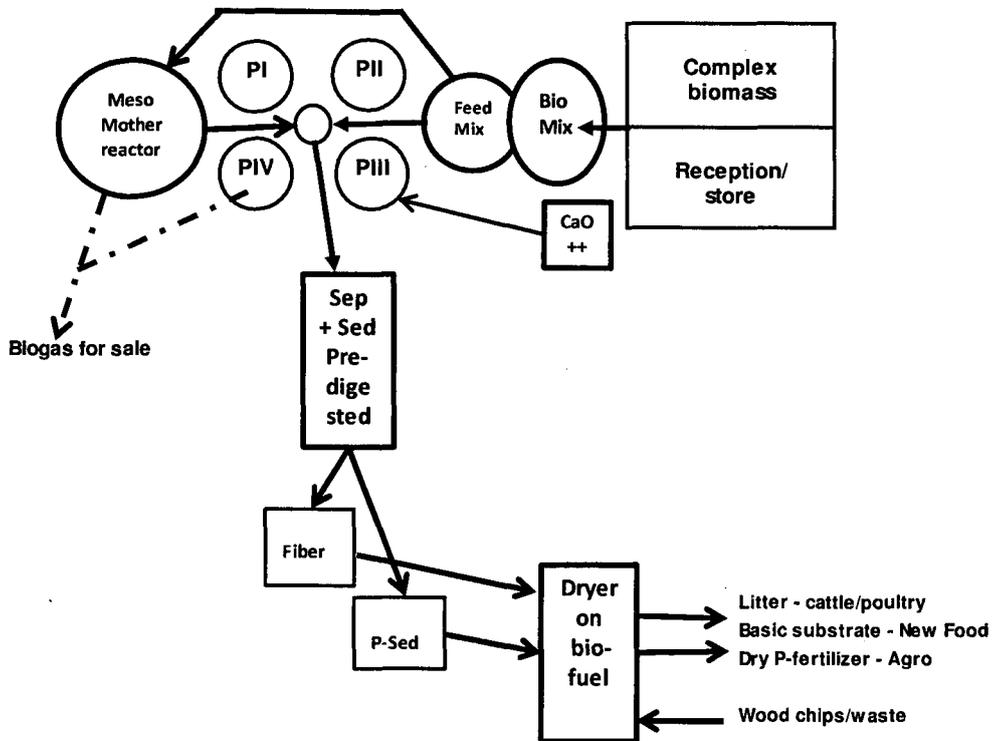 PI
PII
Meso
Mother
reactor
Feed
Mix
Bio
Mix
Complex
biomass
Reception/
store
PIV
PIII
CaO
++
Sep
+ Sed
Pre-
dige
sted
Biogas for sale
Fiber
P-Sed
Dryer
on
bio-
fuel
Litter - cattle/poultry
Basic substrate - New Food
Dry P-fertilizer - Agro
Wood chips/waste